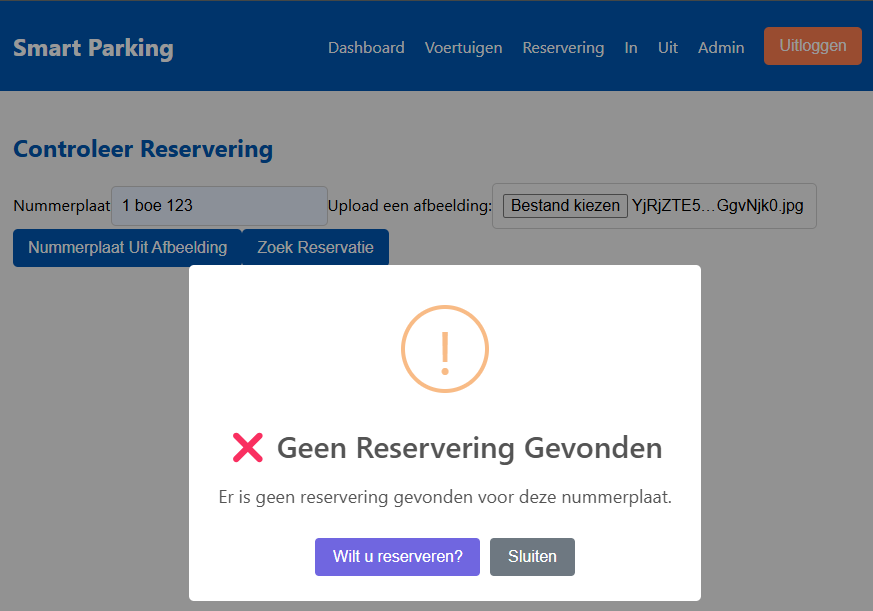 Smart Parking Dashboard Voertuigen Reservering In Uit Admin Uitloggen
Controleer Reservering
Nummerplaat 1 boe 123 Upload een afbeelding: Bestand kiezen YjRjZTE5...GgvNjk0.jpg
Nummerplaat Uit Afbeelding Zoek Reservatie
!
❌ Geen Reservering Gevonden
Er is geen reservering gevonden voor deze nummerplaat.
Wilt u reserveren? Sluiten